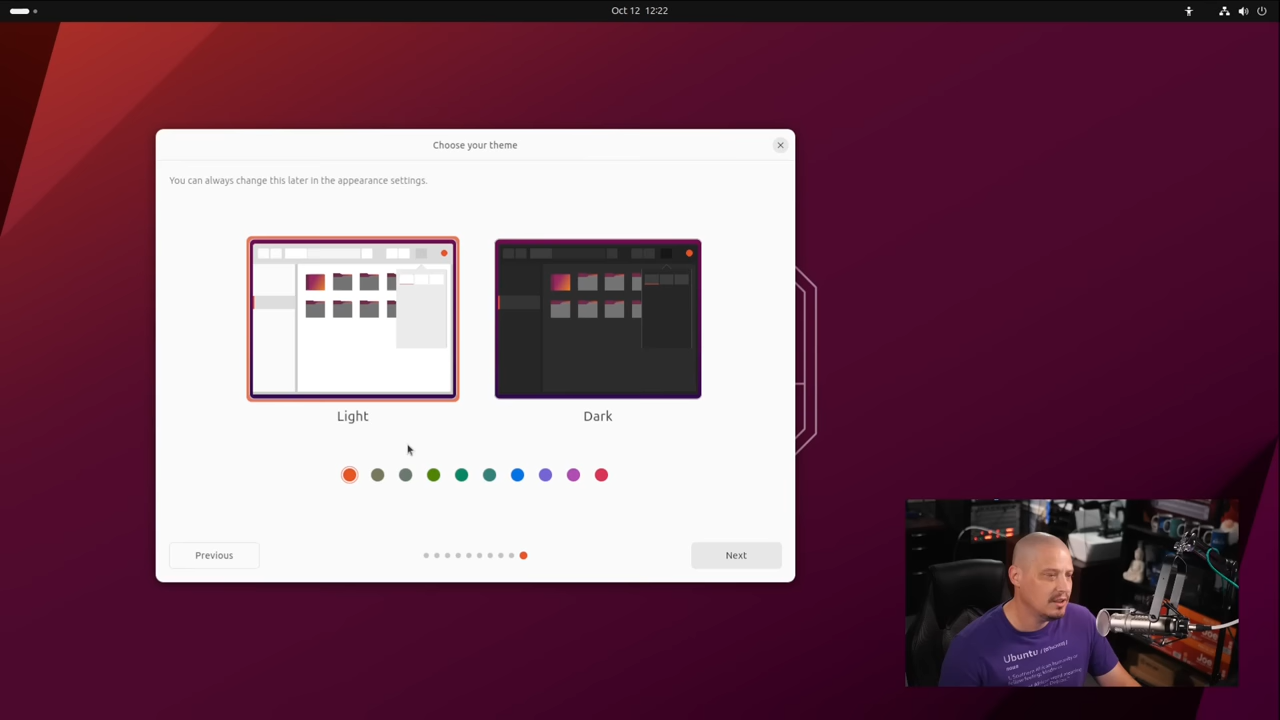 Oct 12 12:22
Choose your theme
You can always change this later in the appearance settings.
Light
Dark
Previous
Next
Ubuntu
noun